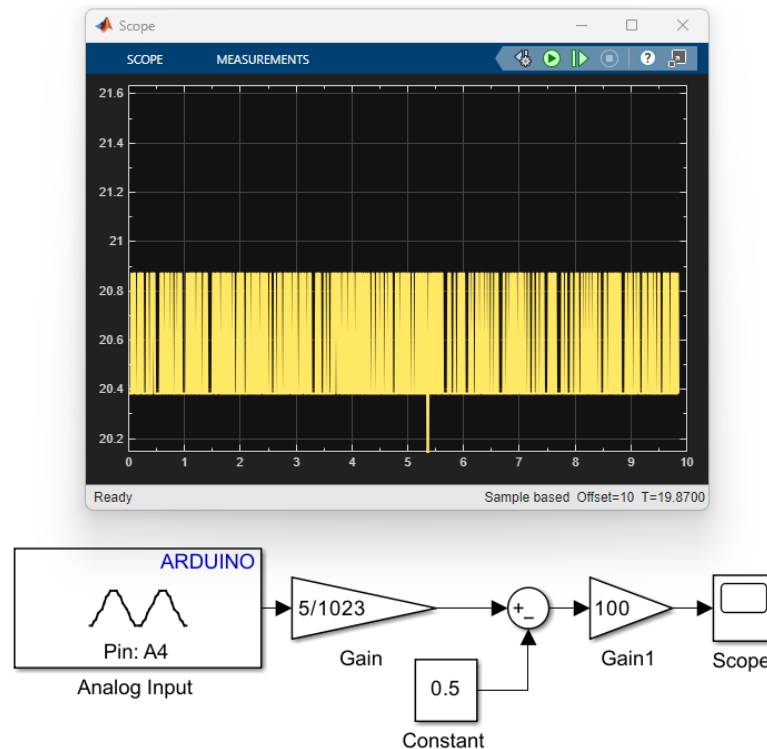 Scope
SCOPE MEASUREMENTS ?
21.6
21.4
21.2
21
20.8
20.6
20.4
20.2
0 1 2 3 4 5 6 7 8 9 10
Ready Sample based Offset=10 T=19.8700
ARDUINO
Pin: A4
Analog Input
5/1023
Gain
+
−
0.5
Constant
100
Gain1
Scope